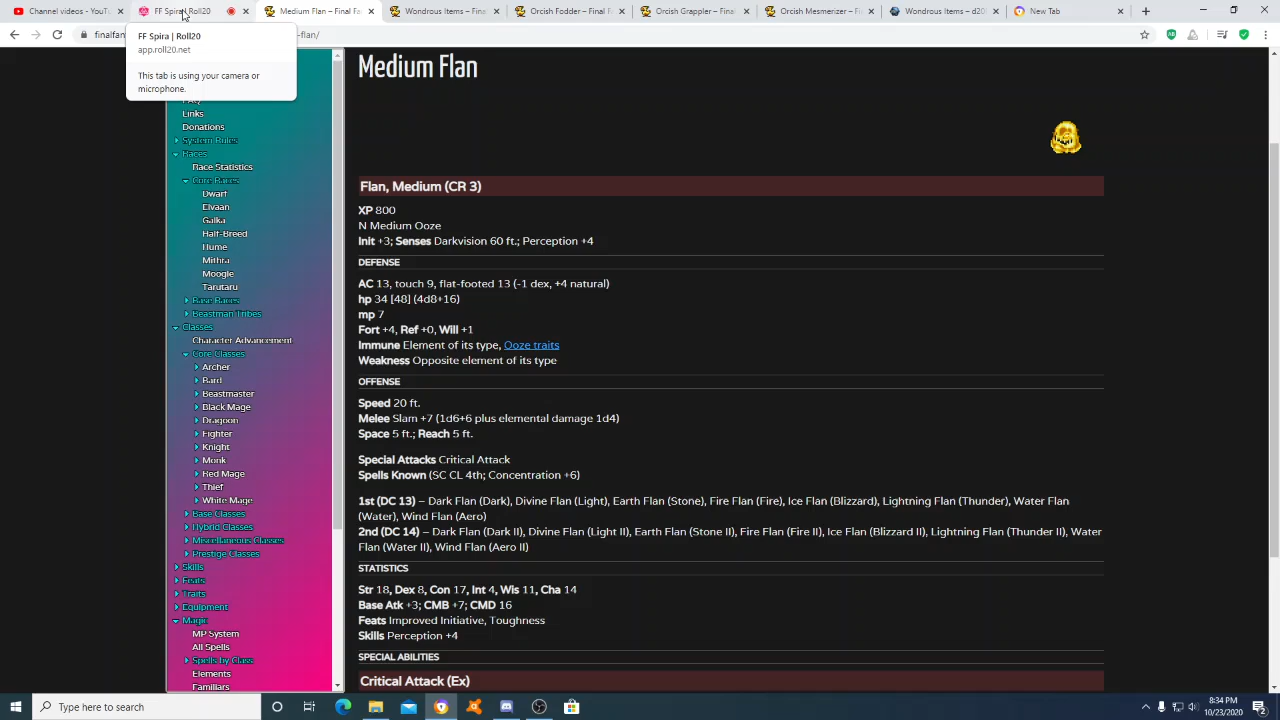 Channel videos - YouTu
FF Spira | Roll20
Medium Flan – Final Fa
Wondrous Items – Fina
Orcish Fodder – Final F
Orcish Grappler – Final
Orcish Mesmerizer – Fi
Wondrous Items – d20
New Tab
finalfan
-flan/
FF Spira | Roll20
app.roll20.net
This tab is using your camera or
microphone.
FAQ
Links
Donations
System Rules
Races
Race Statistics
Core Races
Dwarf
Elvaan
Galka
Half-Breed
Hume
Mithra
Moogle
Tarutaru
Base Races
Beastman Tribes
Classes
Character Advancement
Core Classes
Archer
Bard
Beastmaster
Black Mage
Dragoon
Fighter
Knight
Monk
Red Mage
Thief
White Mage
Base Classes
Hybrid Classes
Miscellaneous Classes
Prestige Classes
Skills
Feats
Traits
Equipment
Magic
MP System
All Spells
Spells by Class
Elements
Familiars
Medium Flan
Flan, Medium (CR 3)
XP 800
N Medium Ooze
Init +3; Senses Darkvision 60 ft.; Perception +4
DEFENSE
AC 13, touch 9, flat-footed 13 (-1 dex, +4 natural)
hp 34 [48] (4d8+16)
mp 7
Fort +4, Ref +0, Will +1
Immune Element of its type, Ooze traits
Weakness Opposite element of its type
OFFENSE
Speed 20 ft.
Melee Slam +7 (1d6+6 plus elemental damage 1d4)
Space 5 ft.; Reach 5 ft.
Special Attacks Critical Attack
Spells Known (SC CL 4th; Concentration +6)
1st (DC 13) – Dark Flan (Dark), Divine Flan (Light), Earth Flan (Stone), Fire Flan (Fire), Ice Flan (Blizzard), Lightning Flan (Thunder), Water Flan
(Water), Wind Flan (Aero)
2nd (DC 14) – Dark Flan (Dark II), Divine Flan (Light II), Earth Flan (Stone II), Fire Flan (Fire II), Ice Flan (Blizzard II), Lightning Flan (Thunder II), Water
Flan (Water II), Wind Flan (Aero II)
STATISTICS
Str 18, Dex 8, Con 17, Int 4, Wis 11, Cha 14
Base Atk +3; CMB +7; CMD 16
Feats Improved Initiative, Toughness
Skills Perception +4
SPECIAL ABILITIES
Critical Attack (Ex)
Type here to search
8:34 PM
10/23/2020
2